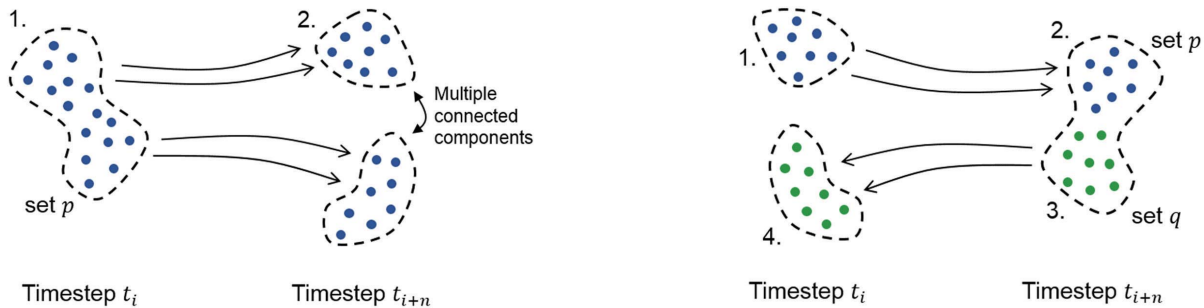 1.
2.
Multiple
connected
components
set p
Timestep t_i
Timestep t_{i+n}
1.
2.
set p
3.
set q
4.
Timestep t_i
Timestep t_{i+n}